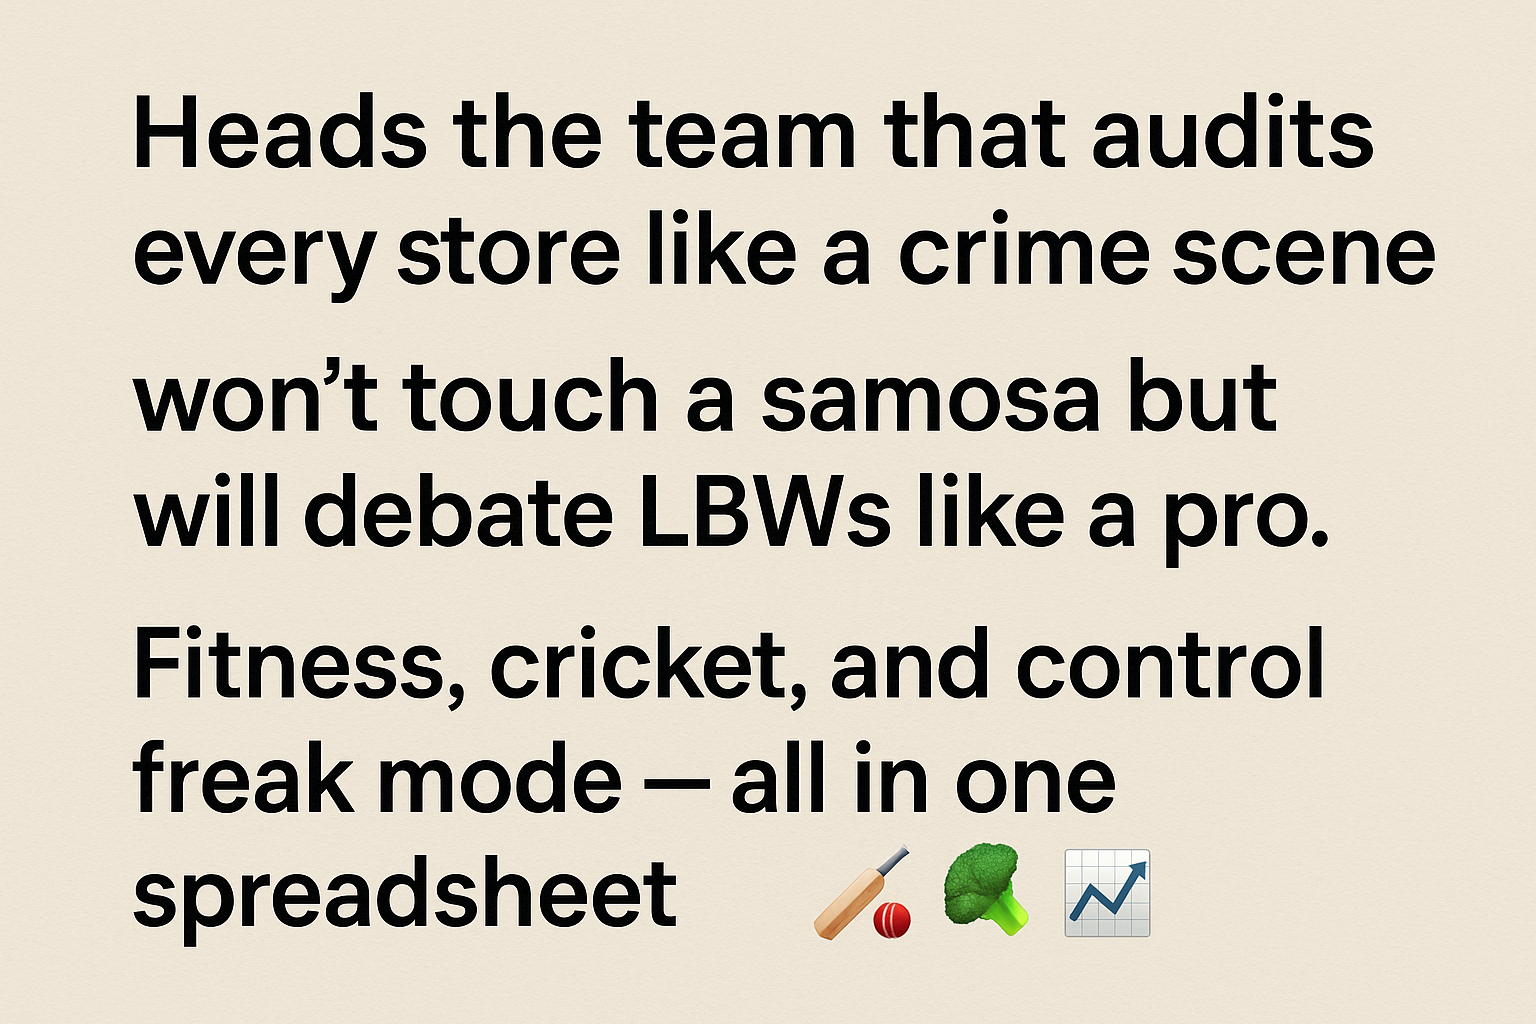 Heads the team that audits
every store like a crime scene
won’t touch a samosa but
will debate LBWs like a pro.
Fitness, cricket, and control
freak mode — all in one
spreadsheet 🏏 🥦 📈